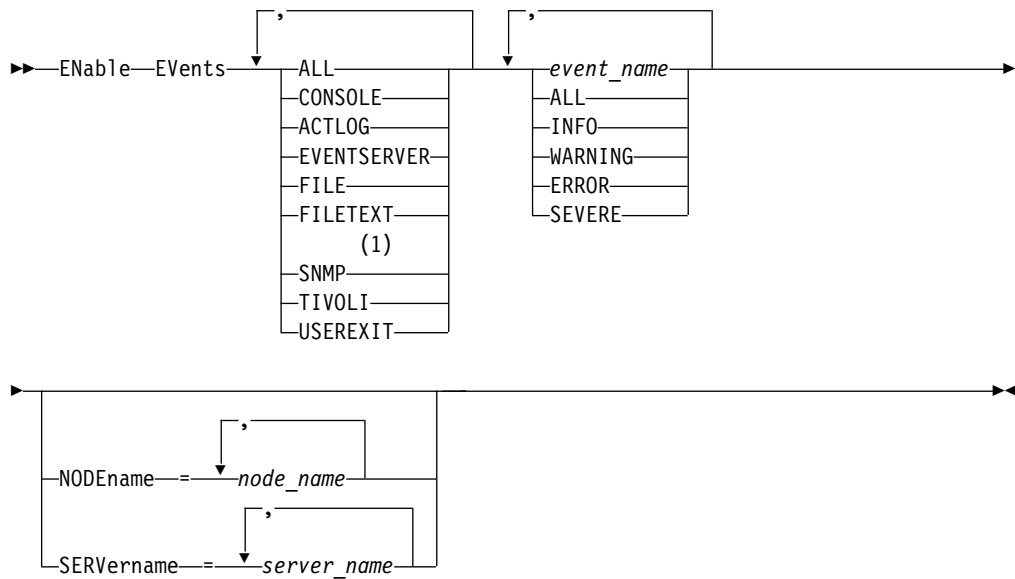 , ,
ENable EVents ALL event_name
CONSOLE ALL
ACTLOG INFO
EVENTSERVER WARNING
FILE ERROR
FILETEXT SEVERE
(1)
SNMP
TIVOLI
USEREXIT
,
NODEname = node_name
,
SERVername = server_name